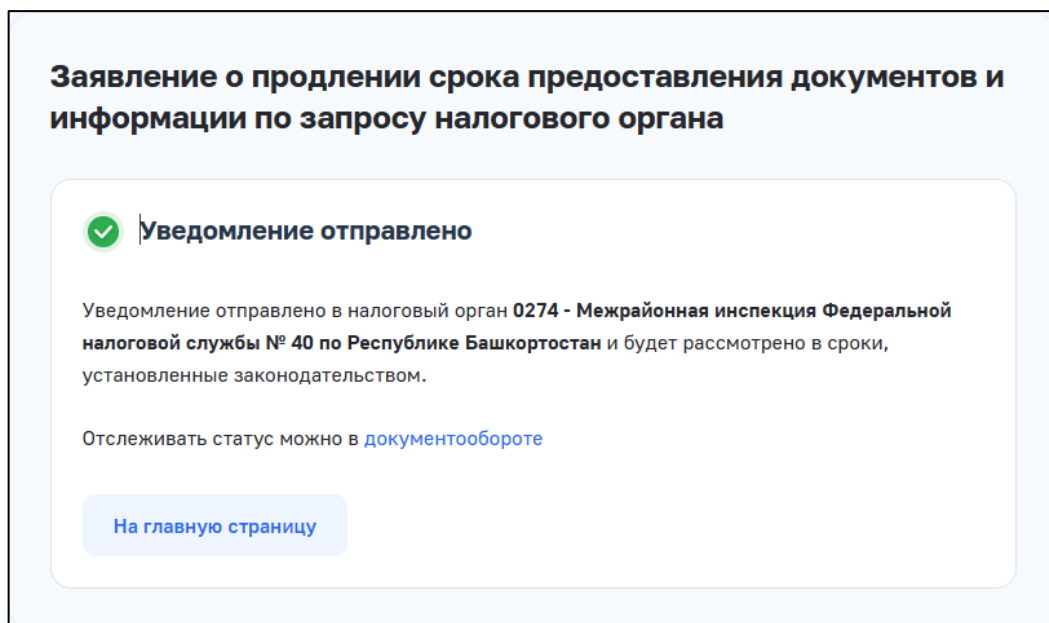 Заявление о продлении срока предоставления документов и
информации по запросу налогового органа
Уведомление отправлено
Уведомление отправлено в налоговый орган 0274 - Межрайонная инспекция Федеральной
налоговой службы № 40 по Республике Башкортостан и будет рассмотрено в сроки,
установленные законодательством.
Отслеживать статус можно в документообороте
На главную страницу